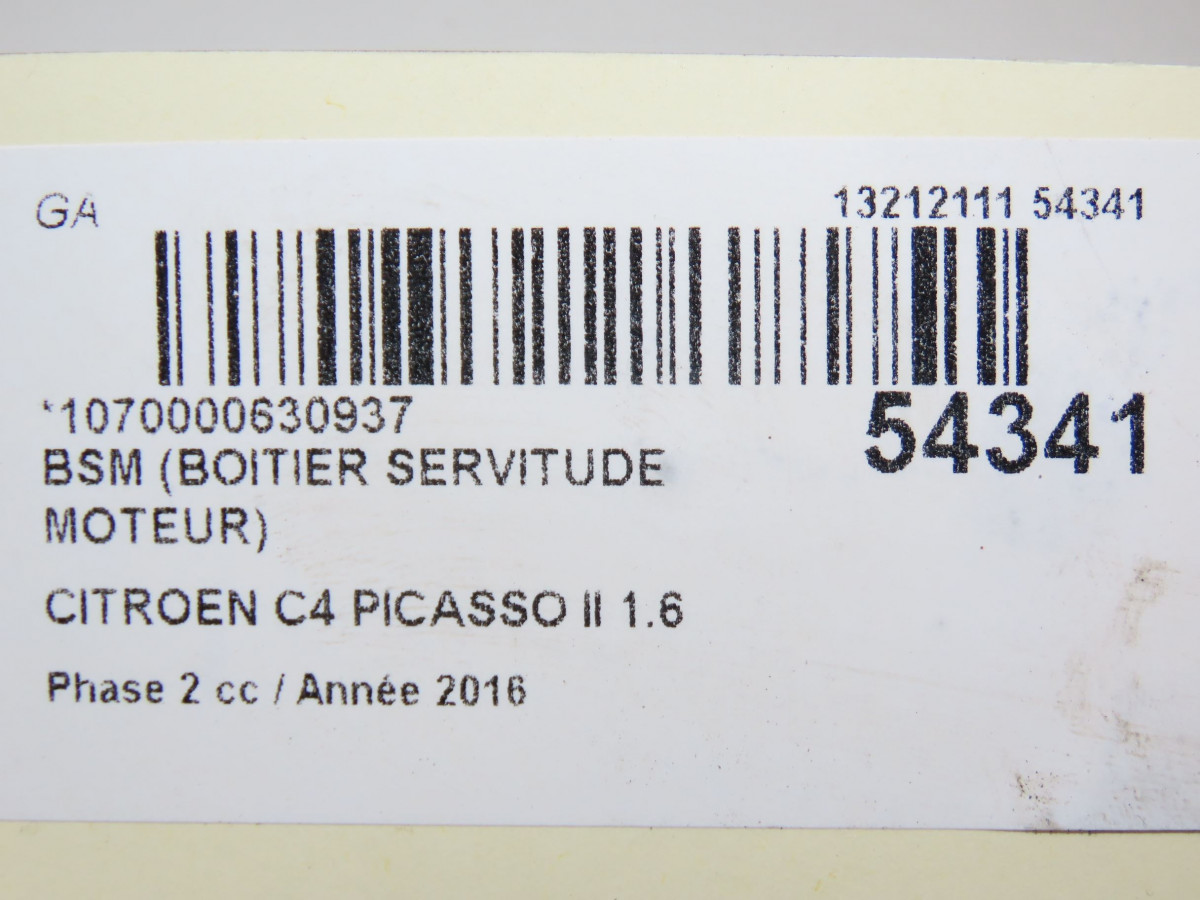 GA
13212111 54341
*1070000630937
54341
BSM (BOITIER SERVITUDE
MOTEUR)
CITROEN C4 PICASSO II 1.6
Phase 2 cc / Année 2016